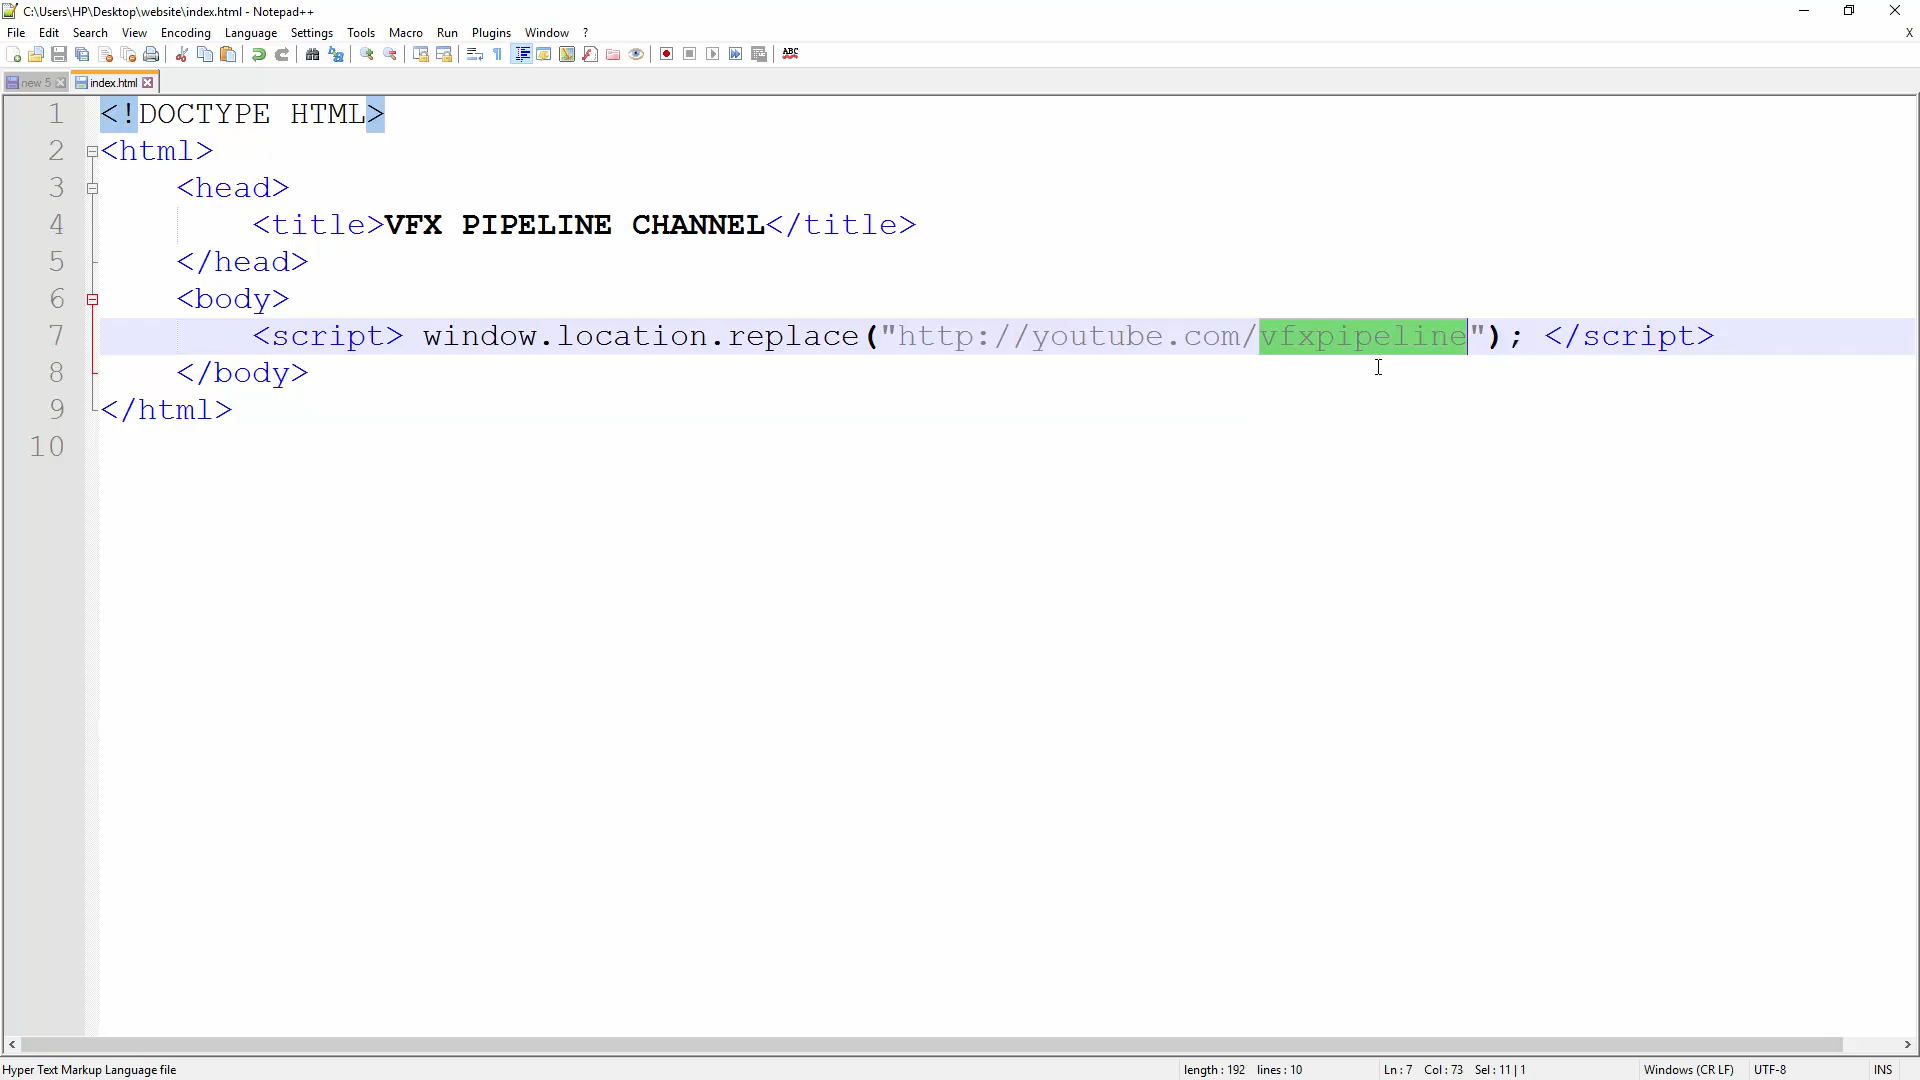 C:\Users\HP\Desktop\website\index.html - Notepad++
File Edit Search View Encoding Language Settings Tools Macro Run Plugins Window ? X
ABC
new 5 index.html
1 <!DOCTYPE HTML>
2 <html>
3 <head>
4 <title>VFX PIPELINE CHANNEL</title>
5 </head>
6 <body>
7 <script> window.location.replace("http://youtube.com/vfxpipeline"); </script>
8 </body>
9 </html>
10
Hyper Text Markup Language file length : 192 lines : 10 Ln : 7 Col : 73 Sel : 11 | 1 Windows (CR LF) UTF-8 INS